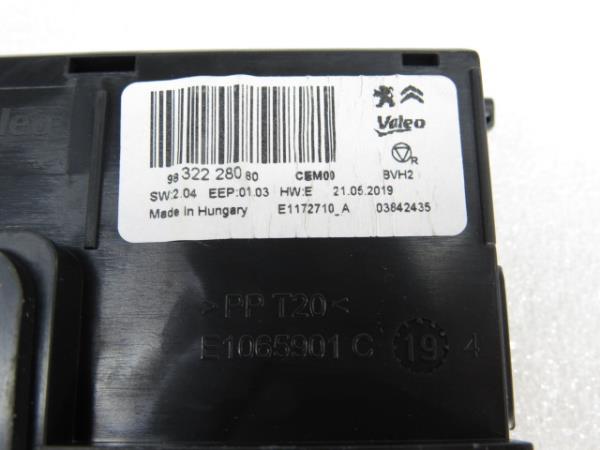 Valeo
98 322 280 80 CEM00 BVH2
R
SW:2.04 EEP:01.03 HW:E 21.05.2019
Made in Hungary E1172710_A 03842435
>PP T20<
E1065901 C 19 4